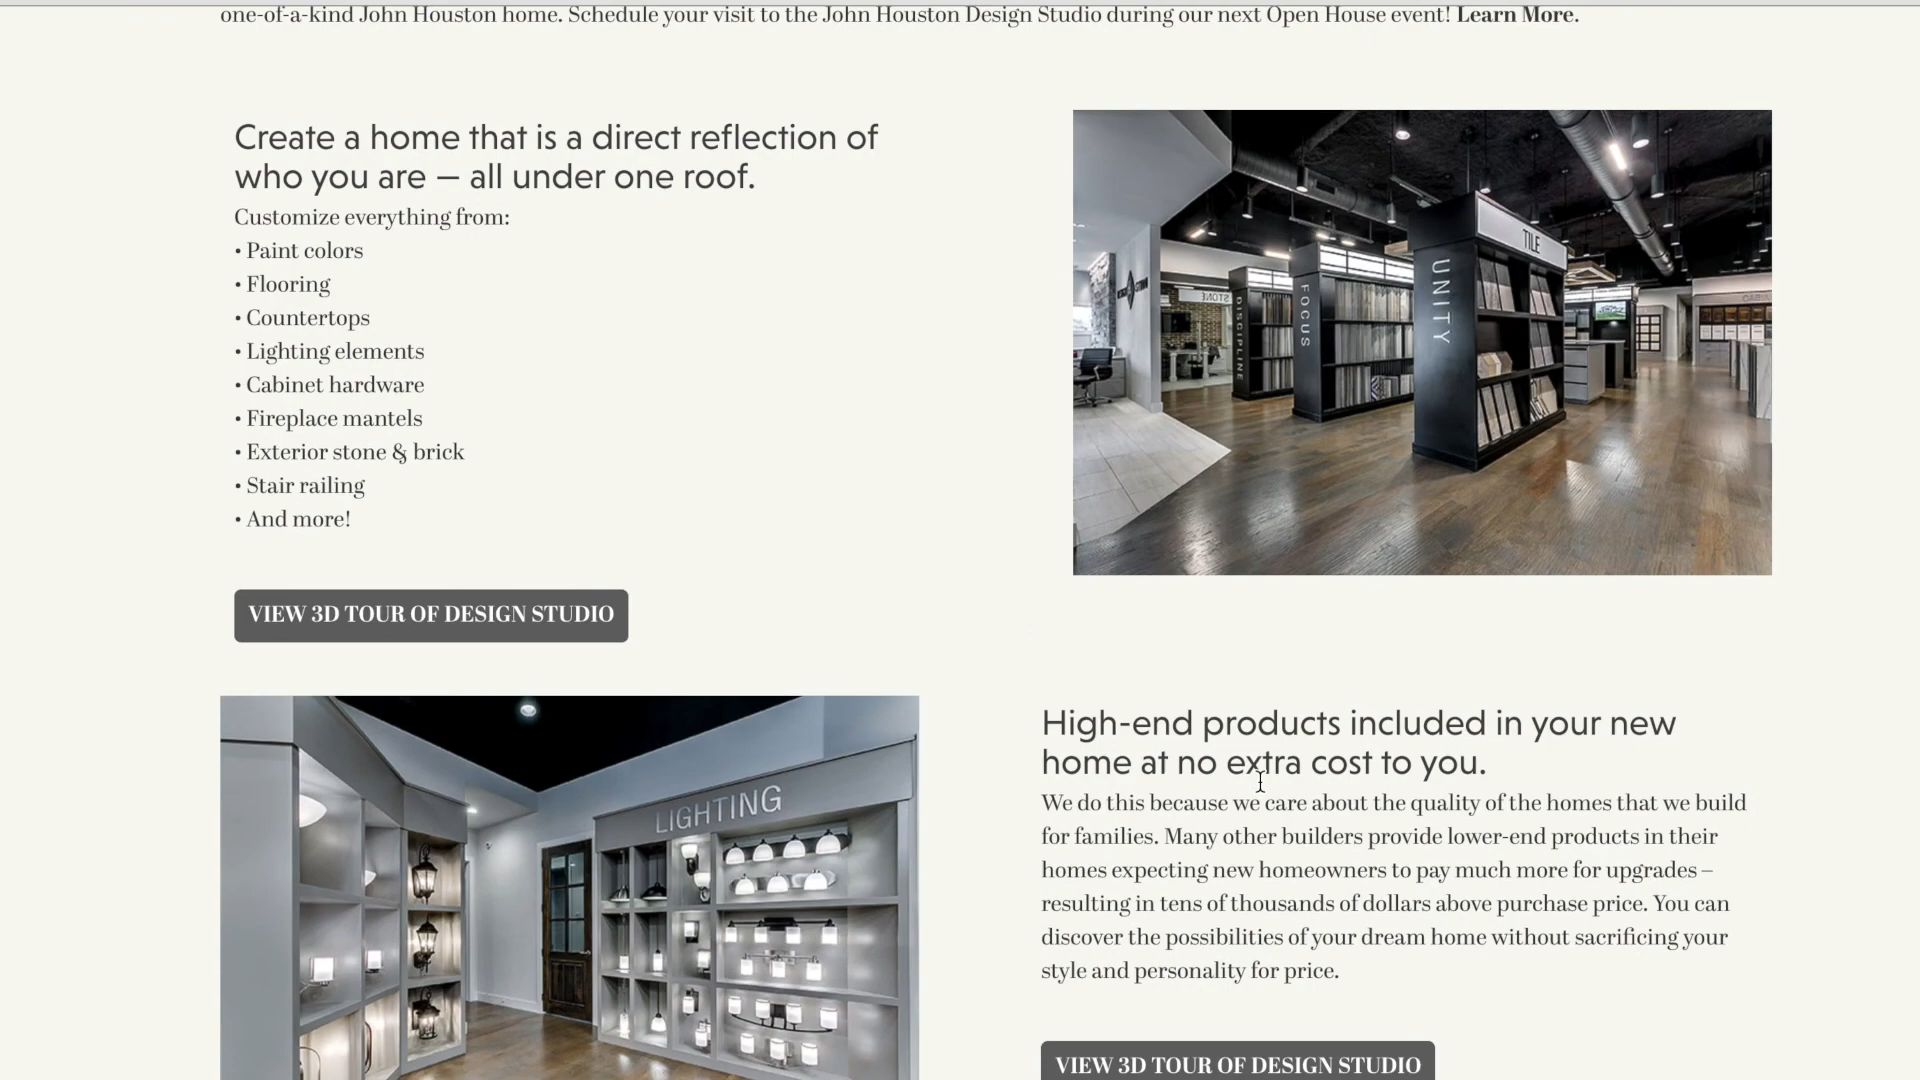 one-of-a-kind John Houston home. Schedule your visit to the John Houston Design Studio during our next Open House event! Learn More.
Create a home that is a direct reflection of
who you are — all under one roof.
Customize everything from:
• Paint colors
• Flooring
• Countertops
• Lighting elements
• Cabinet hardware
• Fireplace mantels
• Exterior stone & brick
• Stair railing
• And more!
VIEW 3D TOUR OF DESIGN STUDIO
STONE
DISCIPLINE
FOCUS
UNITY
TILE
LIGHTING
High-end products included in your new
home at no extra cost to you.
We do this because we care about the quality of the homes that we build
for families. Many other builders provide lower-end products in their
homes expecting new homeowners to pay much more for upgrades –
resulting in tens of thousands of dollars above purchase price. You can
discover the possibilities of your dream home without sacrificing your
style and personality for price.
VIEW 3D TOUR OF DESIGN STUDIO